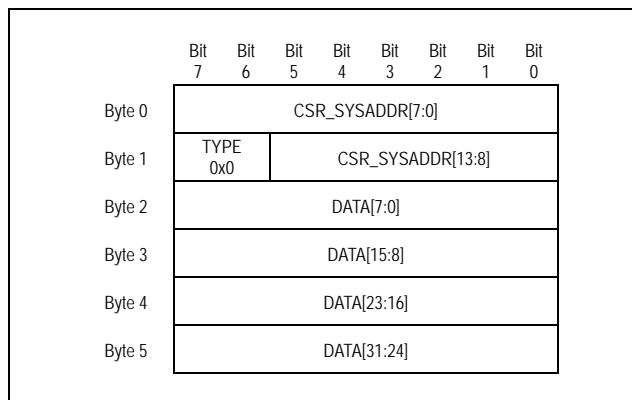 Bit Bit Bit Bit Bit Bit Bit Bit
7 6 5 4 3 2 1 0
Byte 0 CSR_SYSADDR[7:0]
Byte 1 TYPE 0x0 CSR_SYSADDR[13:8]
Byte 2 DATA[7:0]
Byte 3 DATA[15:8]
Byte 4 DATA[23:16]
Byte 5 DATA[31:24]